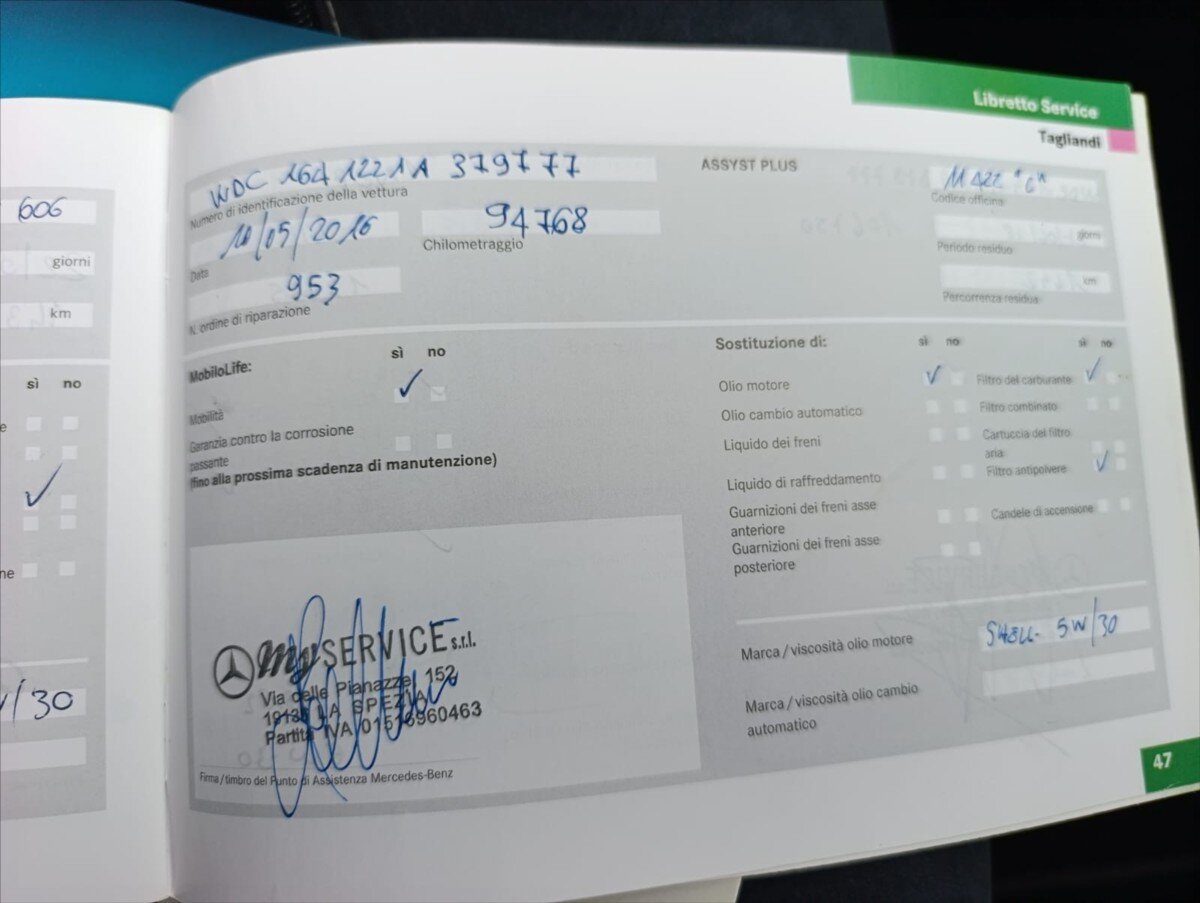 606
giorni
km
sì no
e
ne
/30
Libretto Service
Tagliandi
WDC 164 1221A 379777
Numero di identificazione della vettura
ASSYST PLUS
Codice officina
10/05/2016
Data
94768
Chilometraggio
giorni
Periodo residuo
953
N. ordine di riparazione
km
Percorrenza residua
MobiloLife:
sì no
Mobilità
Garanzia contro la corrosione
passante
(fino alla prossima scadenza di manutenzione)
Sostituzione di:
sì no
sì no
Olio motore
Filtro del carburante
Olio cambio automatico
Filtro combinato
Liquido dei freni
Cartuccia del filtro
aria
Liquido di raffreddamento
Filtro antipolvere
Guarnizioni dei freni asse
anteriore
Candele di accensione
Guarnizioni dei freni asse
posteriore
mySERVICE s.r.l.
Via delle Pianazze, 152
LA SPEZIA
Partita IVA 01516960463
Firma/timbro del Punto di Assistenza Mercedes-Benz
Marca/viscosità olio motore
SHELL 5W/30
Marca/viscosità olio cambio
automatico
47